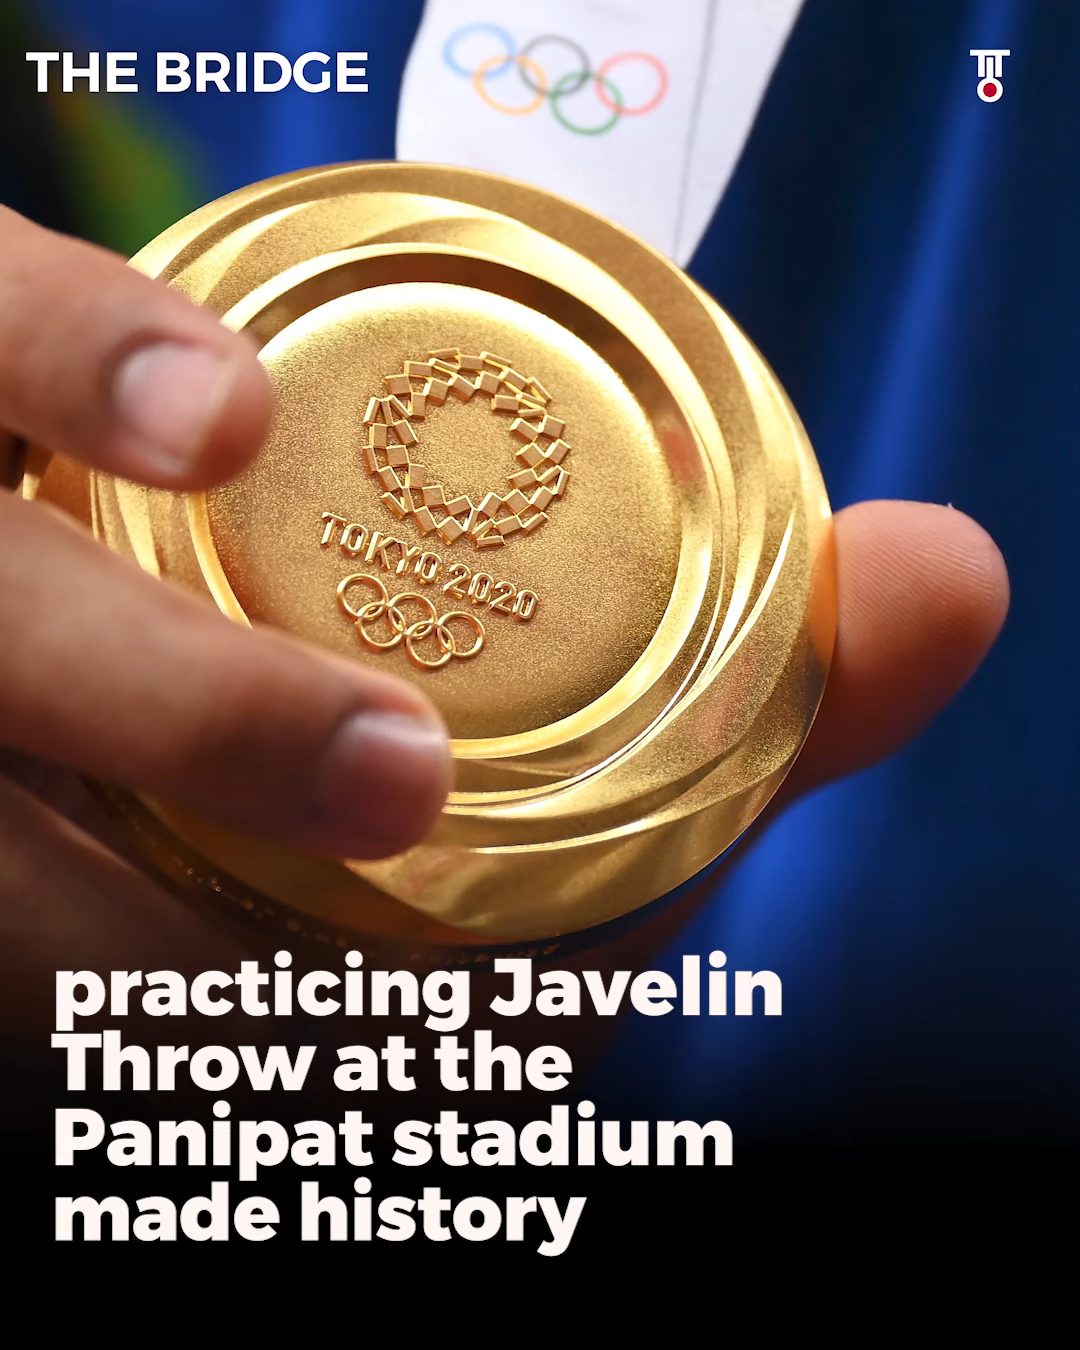 THE BRIDGE
TOKYO 2020
practicing Javelin
Throw at the
Panipat stadium
made history